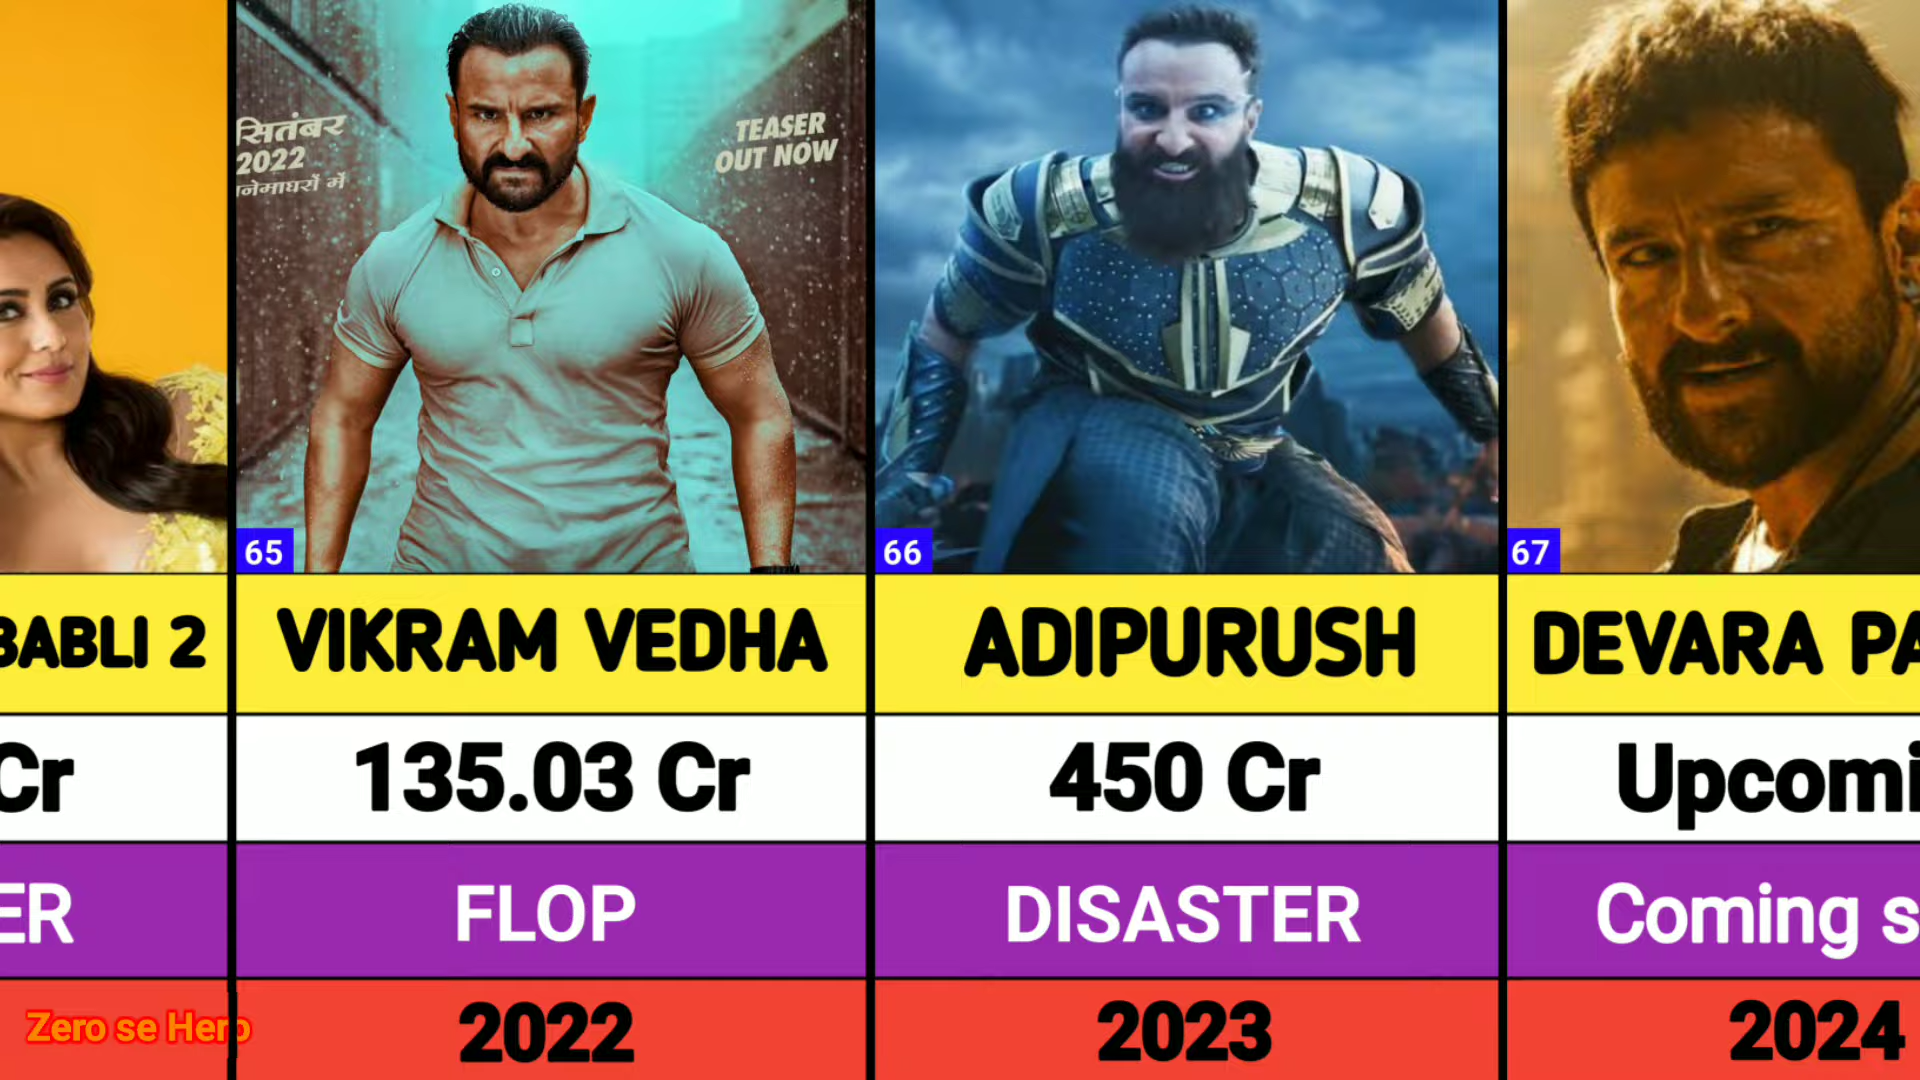 सितंबर
2022
TEASER
OUT NOW
65
66
67
BABLI 2
VIKRAM VEDHA
ADIPURUSH
DEVARA PA
Cr
135.03 Cr
450 Cr
Upcomi
ER
FLOP
DISASTER
Coming s
Zero se Hero
2022
2023
2024